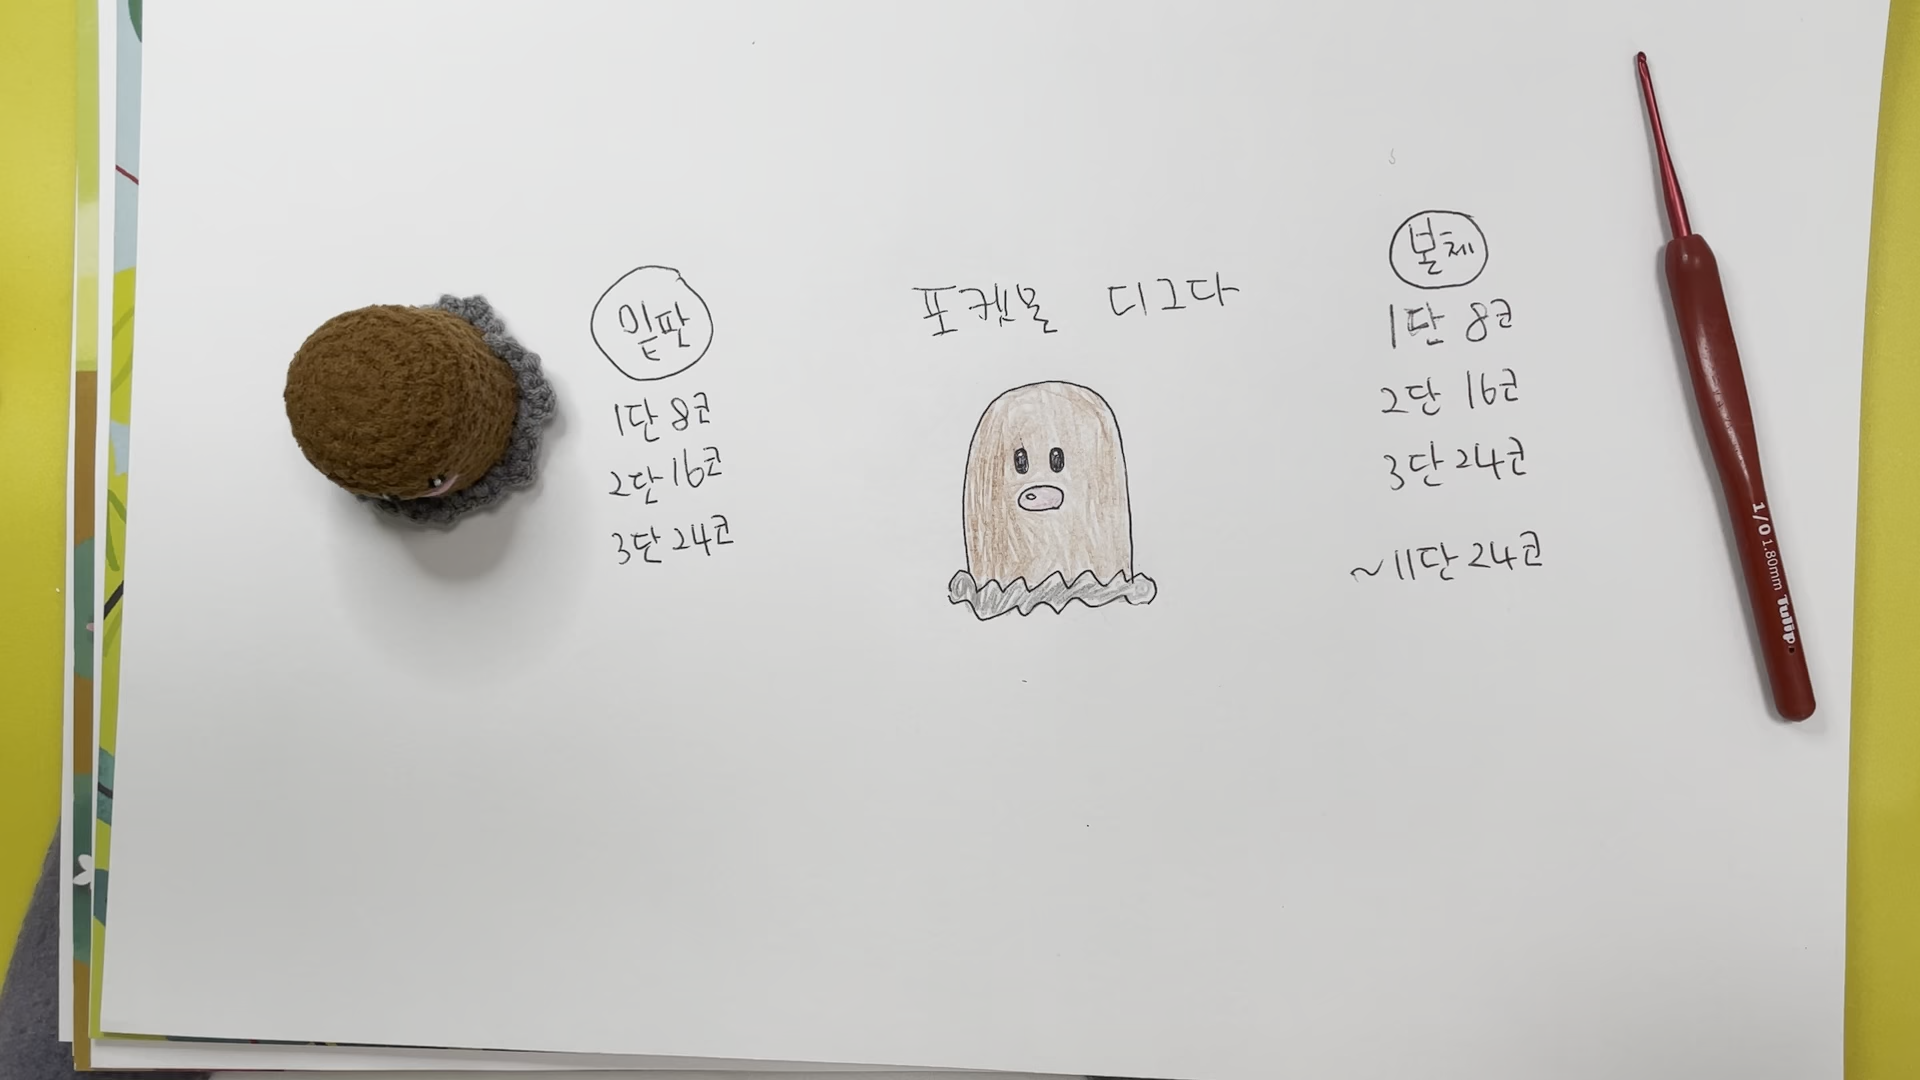 밑판
1단 8코
2단 16코
3단 24코
포켓몬 디그다
본체
1단 8코
2단 16코
3단 24코
~11단 24코
1/0 1.80mm Tulip